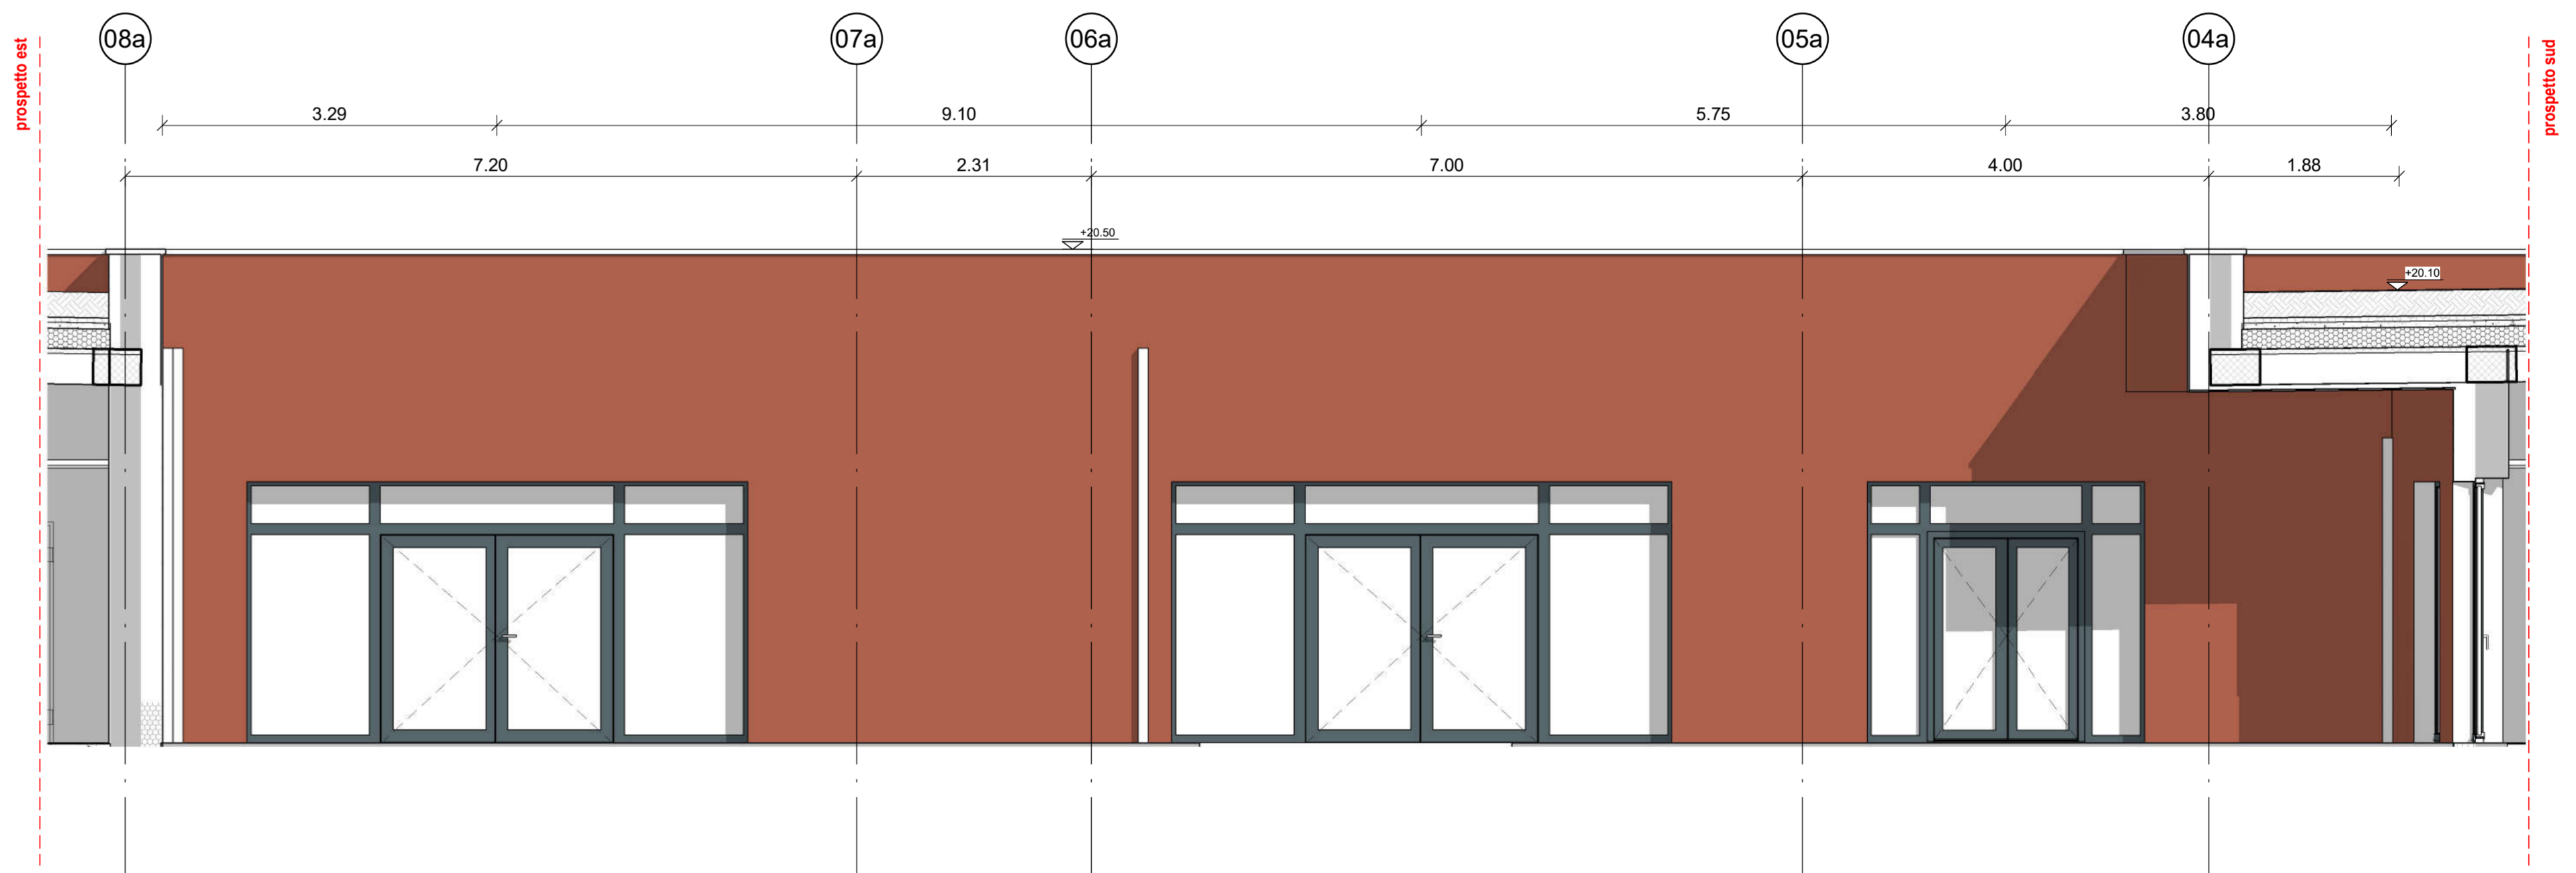 08a
07a
06a
05a
04a
prospetto est
prospetto sud
3.29
9.10
5.75
3.80
7.20
2.31
7.00
4.00
1.88
+20.50
+20.10